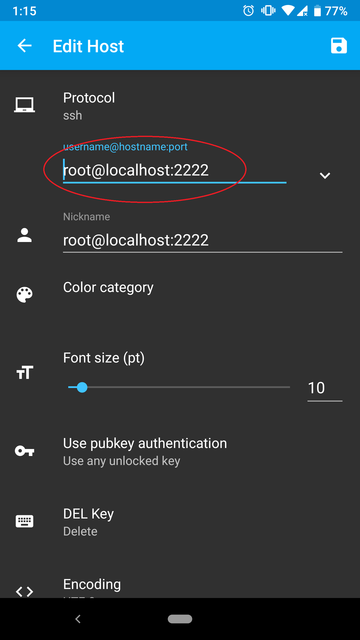 1:15
77%
Edit Host
Protocol
ssh
username@hostname:port
root@localhost:2222
Nickname
root@localhost:2222
Color category
Font size (pt)
10
Use pubkey authentication
Use any unlocked key
DEL Key
Delete
Encoding